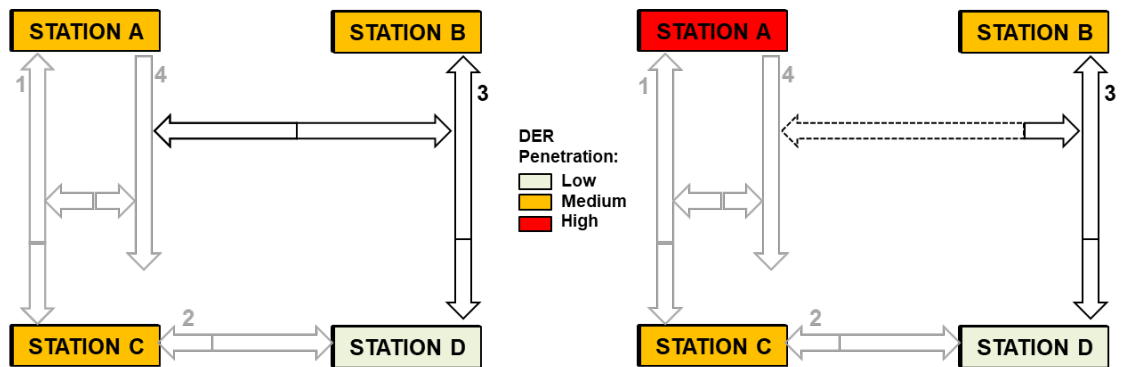 STATION A
STATION B
1
4
3
2
STATION C
STATION D
DER
Penetration:
Low
Medium
High
STATION A
STATION B
1
4
3
2
STATION C
STATION D